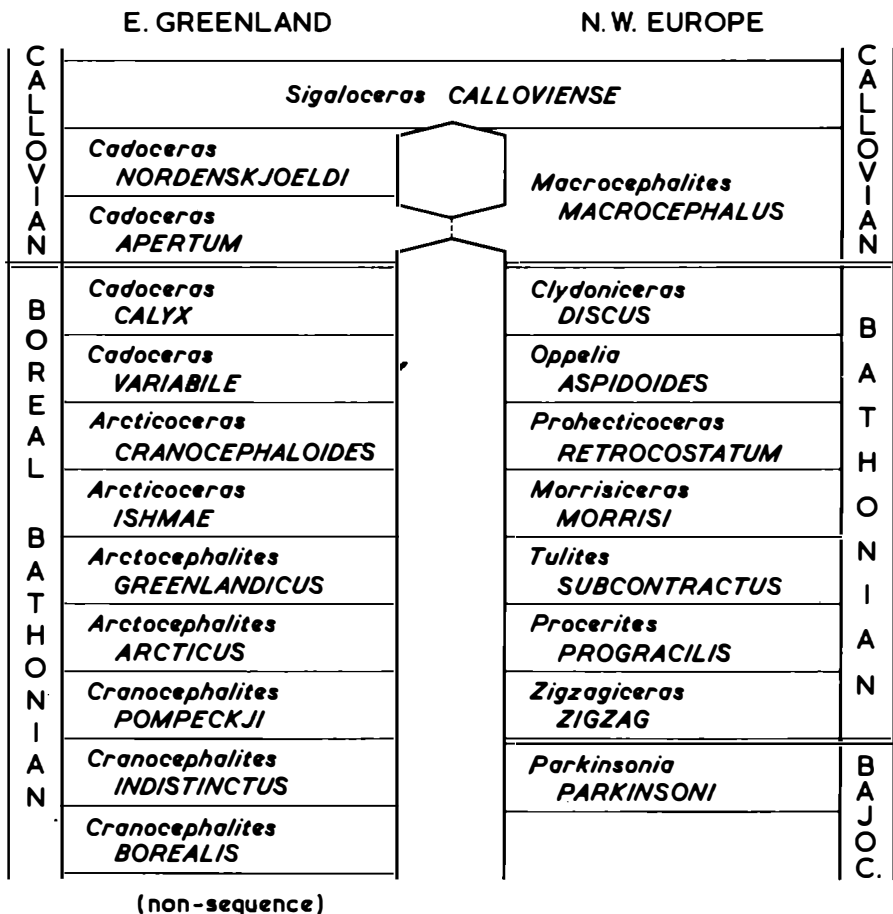 E. GREENLAND
N. W. EUROPE
CALLOVIAN
Sigaloceras CALLOVIENSE
Cadoceras
NORDENSKJOELDI
Cadoceras
APERTUM
BOREAL BATHONIAN
Cadoceras
CALYX
Cadoceras
VARIABILE
Arcticoceras
CRANOCEPHALOIDES
Arcticoceras
ISHMAE
Arctocephalites
GREENLANDICUS
Arctocephalites
ARCTICUS
Cranocephalites
POMPECKJI
Cranocephalites
INDISTINCTUS
Cranocephalites
BOREALIS
(non-sequence)
Macrocephalites
MACROCEPHALUS
Clydoniceras
DISCUS
Oppelia
ASPIDOIDES
Prohecticoceras
RETROCOSTATUM
Morrisiceras
MORRISI
Tulites
SUBCONTRACTUS
Procerites
PROGRACILIS
Zigzagiceras
ZIGZAG
Parkinsonia
PARKINSONI
CALLOVIAN
BATHONIAN
BAJOC.